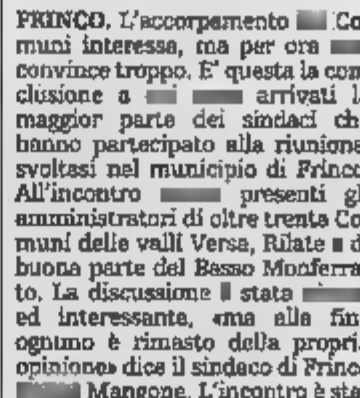 FRINCO. L'accorpamento Co
muni interessa, ma per ora
convince troppo. E' questa la con
clusione a arrivati l
maggior parte dei sindaci ch
hanno partecipato alla riunione
svoltasi nel municipio di Frinco
All'incontro presenti gl
amministratori di oltre trenta Co
muni delle valli Versa, Rilate d
buona parte del Basso Monferra
to. La discussione stata
ed interessante, «ma alla fin
ognuno è rimasto della propri
opinione» dice il sindaco di Frinco
Mangone. L'incontro è sta